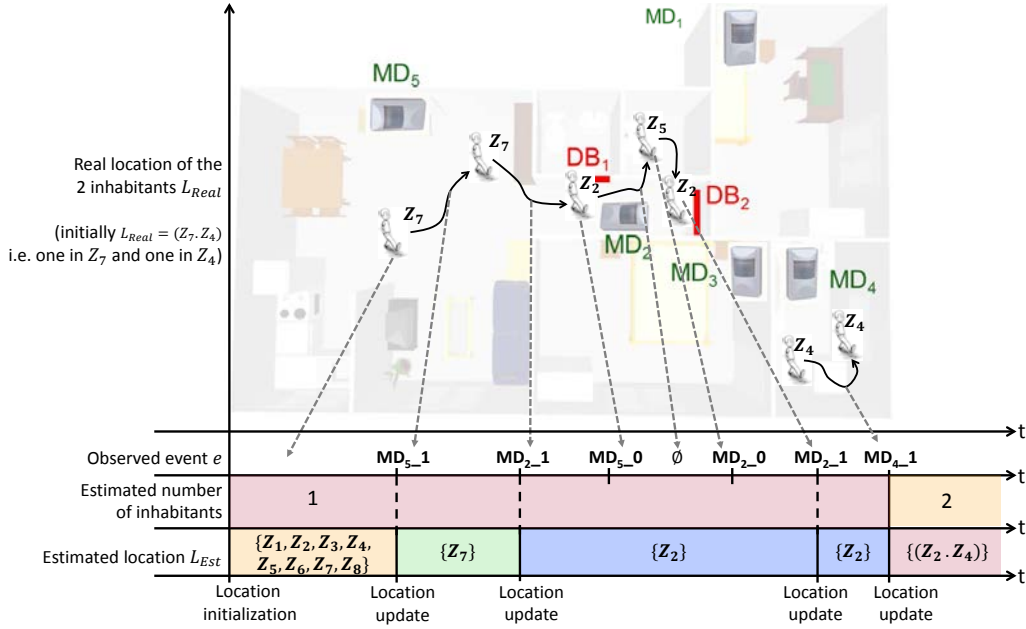 MD1
MD5
Z5
Z7
DB1
Real location of the
2 inhabitants LReal
Z2
Z2
DB2
Z7
(initially LReal = (Z7.Z4)
i.e. one in Z7 and one in Z4)
MD2
MD3
MD4
Z4
Z4
t
Observed event e
MD5_1
MD2_1
MD5_0
∅
MD2_0
MD2_1
MD4_1
t
Estimated number
of inhabitants
1
2
t
Estimated location LEst
{Z1, Z2, Z3, Z4,
Z5, Z6, Z7, Z8}
{Z7}
{Z2}
{Z2}
{(Z2 . Z4)}
t
Location
initialization
Location
update
Location
update
Location
update
Location
update